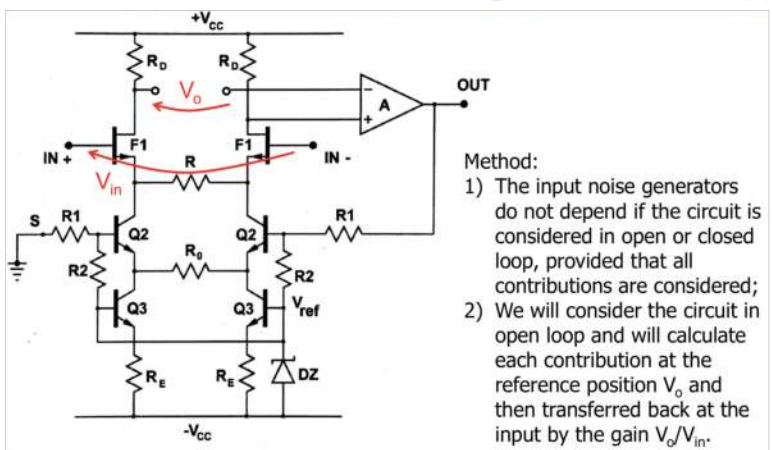 +Vcc
RD
RD
Vo
OUT
−
A
+
F1
F1
IN +
R
IN -
Vin
S
R1
Q2
Q2
R1
R2
R0
R2
Q3
Q3
Vref
RE
RE
DZ
-Vcc
Method:
1) The input noise generators
do not depend if the circuit is
considered in open or closed
loop, provided that all
contributions are considered;
2) We will consider the circuit in
open loop and will calculate
each contribution at the
reference position Vo and
then transferred back at the
input by the gain Vo/Vin.